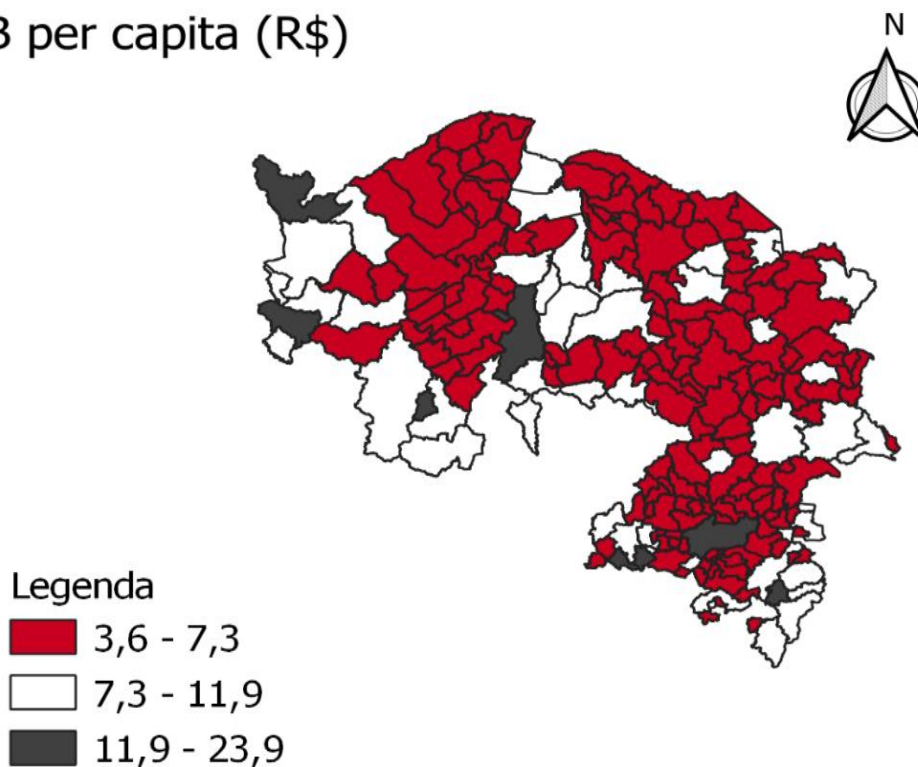 per capita (R$)
N
Legenda
3,6 - 7,3
7,3 - 11,9
11,9 - 23,9